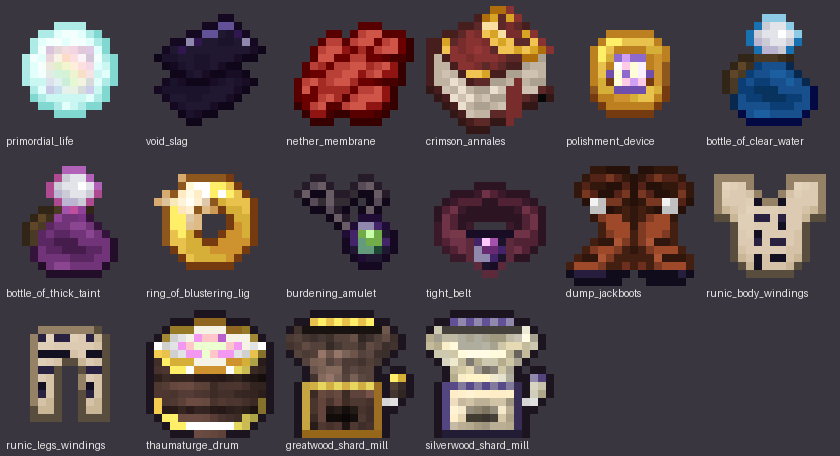 primordial_life
void_slag
nether_membrane
crimson_annales
polishment_device
bottle_of_clear_water
bottle_of_thick_taint
ring_of_blustering_lig
burdening_amulet
tight_belt
dump_jackboots
runic_body_windings
runic_legs_windings
thaumaturge_drum
greatwood_shard_mill
silverwood_shard_mill